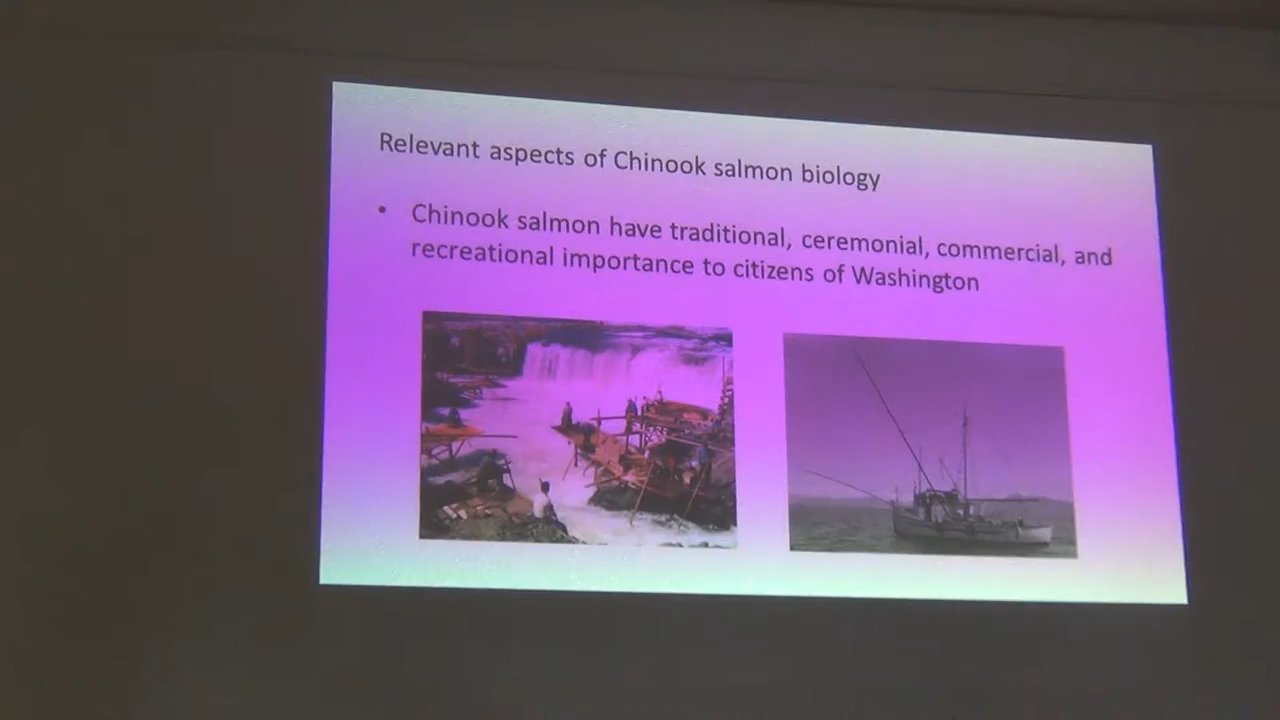 Relevant aspects of Chinook salmon biology
• Chinook salmon have traditional, ceremonial, commercial, and
recreational importance to citizens of Washington